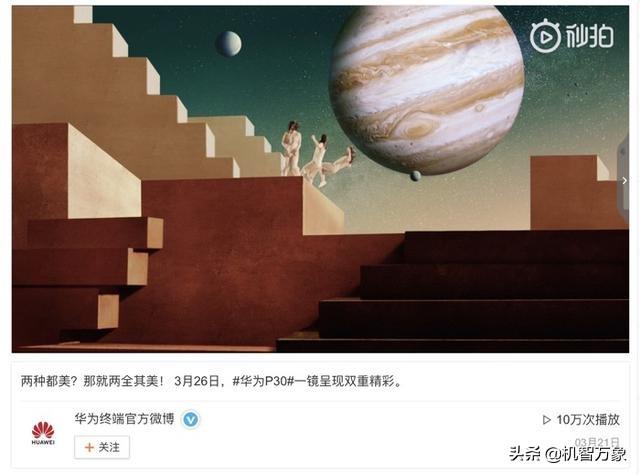 秒拍
两种都美？那就两全其美！ 3月26日，#华为P30#一镜呈现双重精彩。
华为终端官方微博
10万次播放
HUAWEI
+ 关注
03月21日
头条 @机智万象